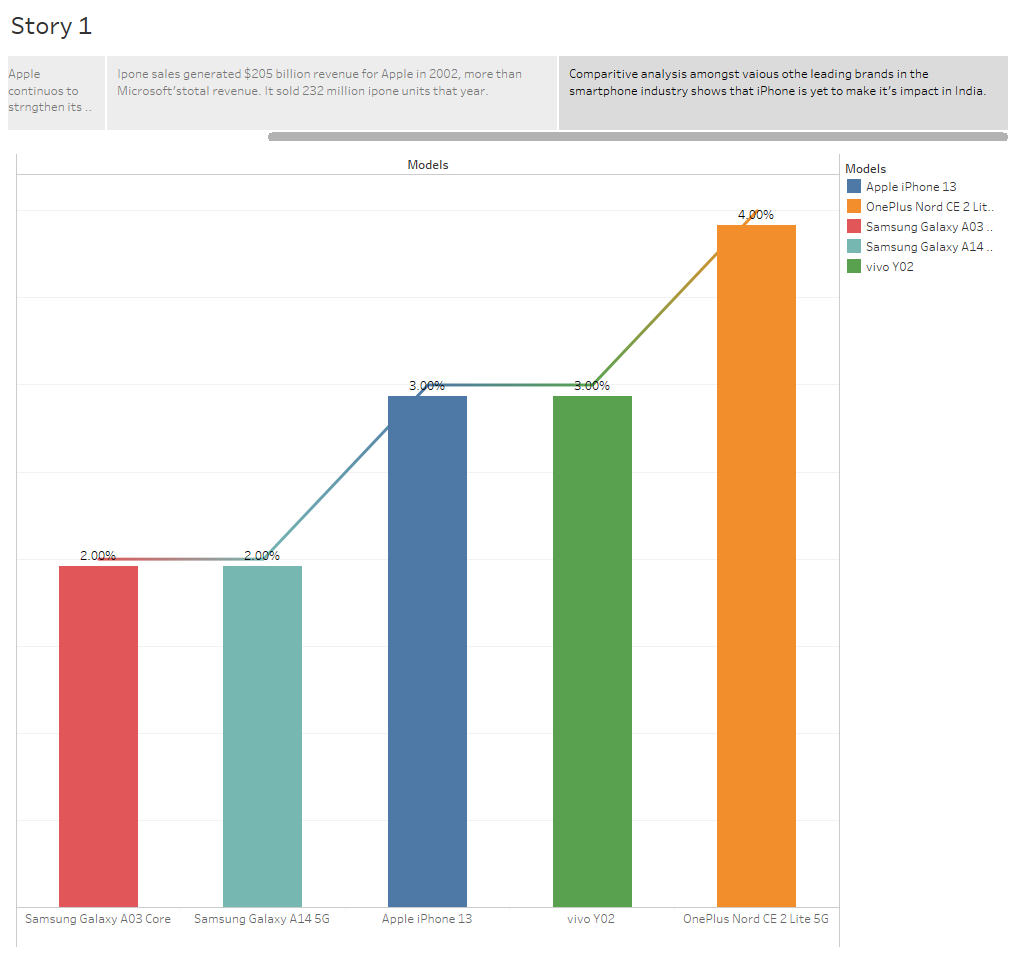 Story 1
Apple
continuos to
strngthen its ..
Ipone sales generated $205 billion revenue for Apple in 2002, more than
Microsoft'stotal revenue. It sold 232 million ipone units that year.
Comparitive analysis amongst vaious othe leading brands in the
smartphone industry shows that iPhone is yet to make it's impact in India.
Models
Models
Apple iPhone 13
OnePlus Nord CE 2 Lit..
Samsung Galaxy A03 ..
Samsung Galaxy A14 ..
vivo Y02
4.00%
3.00%
3.00%
2.00%
2.00%
Samsung Galaxy A03 Core
Samsung Galaxy A14 5G
Apple iPhone 13
vivo Y02
OnePlus Nord CE 2 Lite 5G